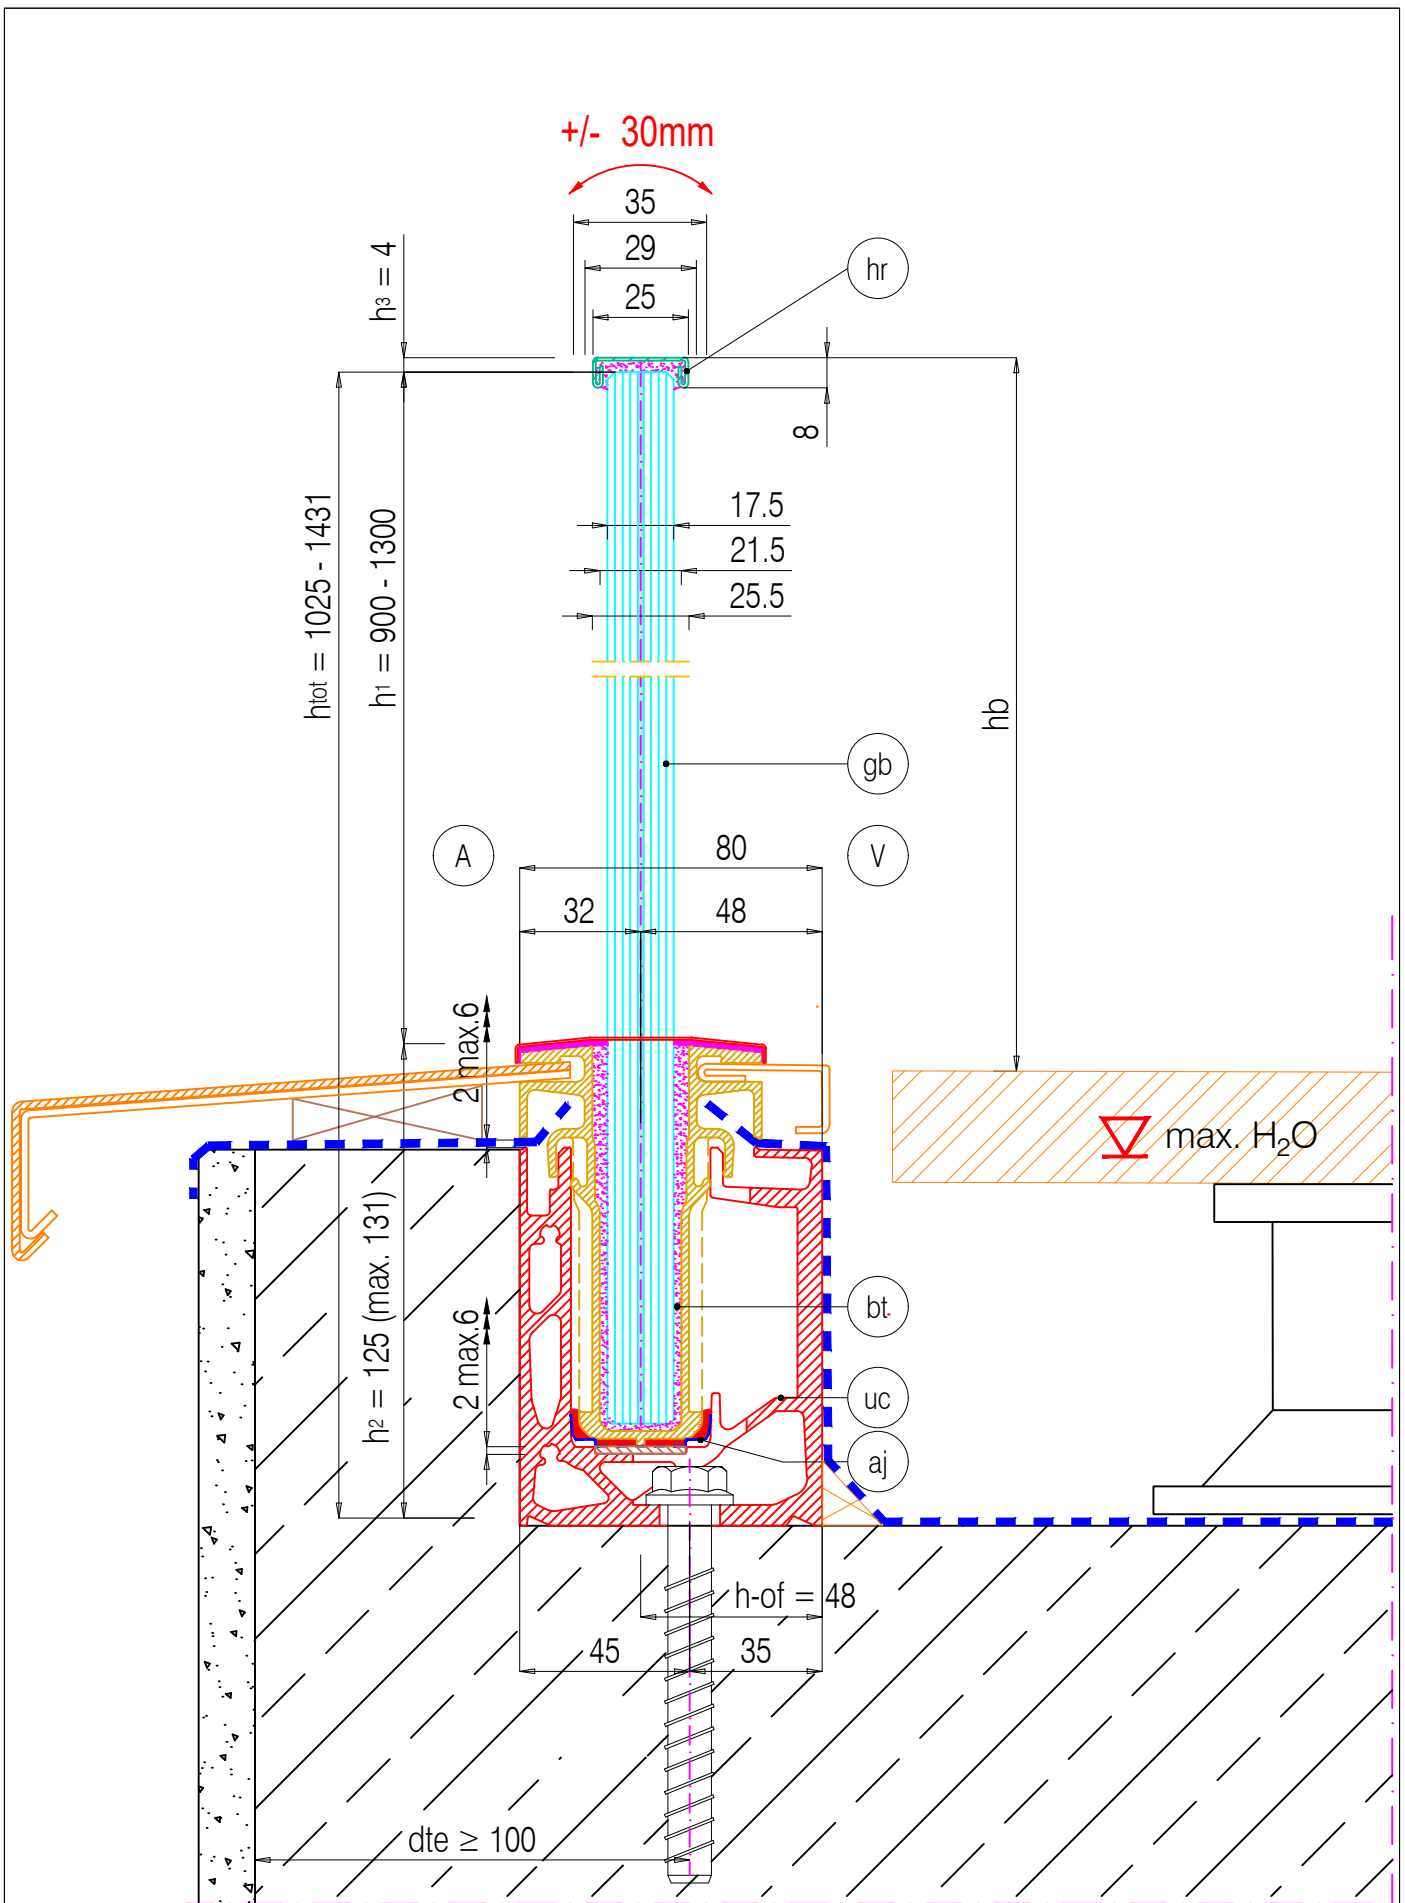 +/- 30mm
35
29
25
h3 = 4
hr
8
17.5
21.5
25.5
htot = 1025 - 1431
h1 = 900 - 1300
hb
gb
A
V
80
32
48
2 max.6
max. H2O
h2 = 125 (max. 131)
2 max.6
bt
uc
aj
h-of = 48
45
35
dte ≥ 100